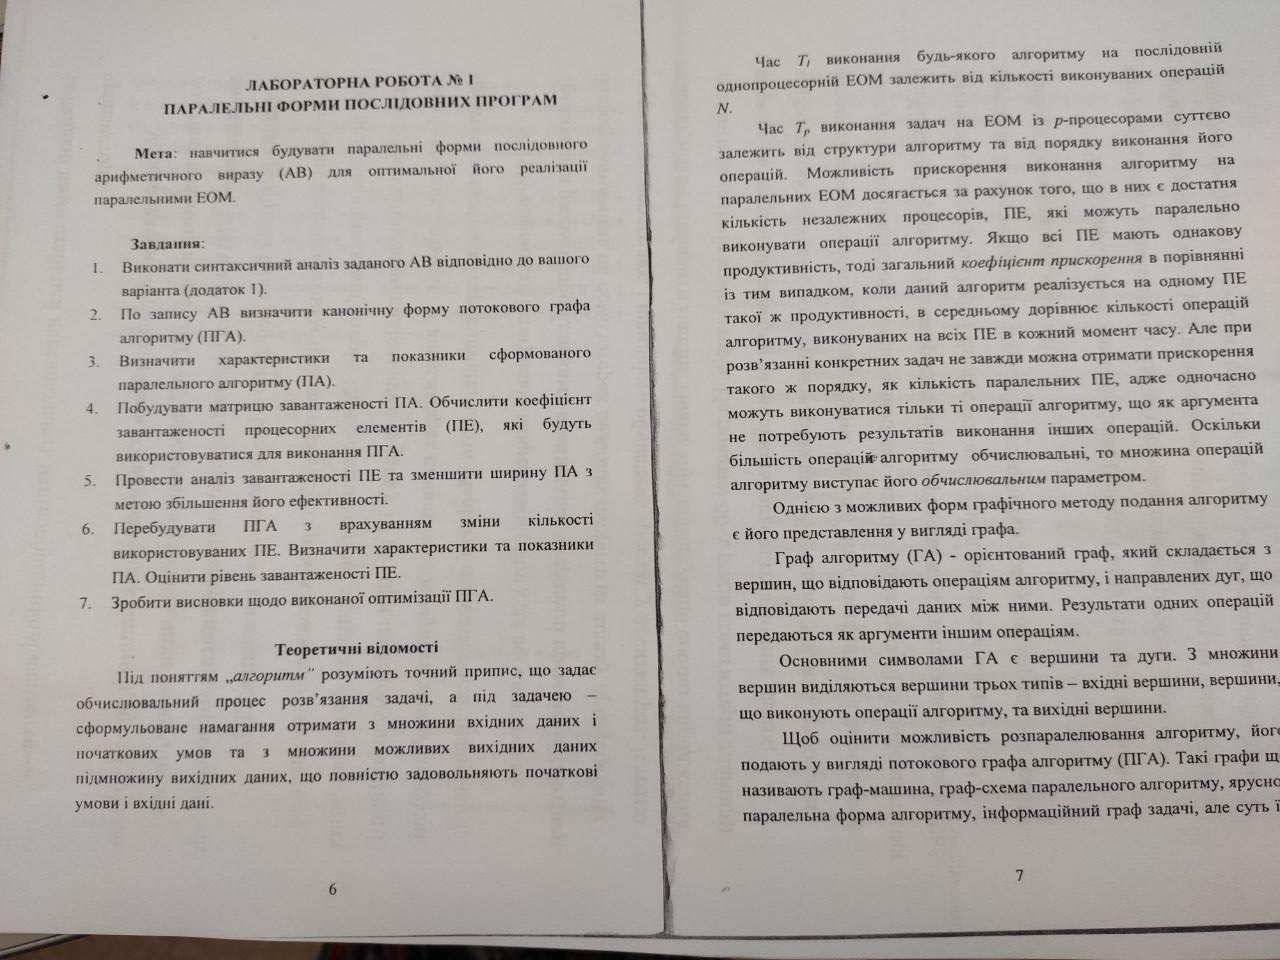 ЛАБОРАТОРНА РОБОТА № 1
ПАРАЛЕЛЬНІ ФОРМИ ПОСЛІДОВНИХ ПРОГРАМ
Мета: навчитися будувати паралельні форми послідовного
арифметичного виразу (АВ) для оптимальної його реалізації
паралельними ЕОМ.
Завдання:
1. Виконати синтаксичний аналіз заданого АВ відповідно до вашого
варіанта (додаток 1).
2. По запису АВ визначити канонічну форму потокового графа
алгоритму (ПГА).
3. Визначити характеристики та показники сформованого
паралельного алгоритму (ПА).
4. Побудувати матрицю завантаженості ПА. Обчислити коефіцієнт
завантаженості процесорних елементів (ПЕ), які будуть
використовуватися для виконання ПГА.
5. Провести аналіз завантаженості ПЕ та зменшити ширину ПА з
метою збільшення його ефективності.
6. Перебудувати ПГА з врахуванням зміни кількості
використовуваних ПЕ. Визначити характеристики та показники
ПА. Оцінити рівень завантаженості ПЕ.
7. Зробити висновки щодо виконаної оптимізації ПГА.
Теоретичні відомості
Під поняттям „алгоритм” розуміють точний припис, що задає
обчислювальний процес розв’язання задачі, а під задачею –
сформульоване намагання отримати з множини вхідних даних і
початкових умов та з множини можливих вихідних даних
підмножину вихідних даних, що повністю задовольняють початкові
умови і вхідні дані.
6
Час T₁ виконання будь-якого алгоритму на послідовній
однопроцесорній ЕОМ залежить від кількості виконуваних операцій
N.
Час Tₚ виконання задач на ЕОМ із p-процесорами суттєво
залежить від структури алгоритму та від порядку виконання його
операцій. Можливість прискорення виконання алгоритму на
паралельних ЕОМ досягається за рахунок того, що в них є достатня
кількість незалежних процесорів, ПЕ, які можуть паралельно
виконувати операції алгоритму. Якщо всі ПЕ мають однакову
продуктивність, тоді загальний коефіцієнт прискорення в порівнянні
із тим випадком, коли даний алгоритм реалізується на одному ПЕ
такої ж продуктивності, в середньому дорівнює кількості операцій
алгоритму, виконуваних на всіх ПЕ в кожний момент часу. Але при
розв’язанні конкретних задач не завжди можна отримати прискорення
такого ж порядку, як кількість паралельних ПЕ, адже одночасно
можуть виконуватися тільки ті операції алгоритму, що як аргумента
не потребують результатів виконання інших операцій. Оскільки
більшість операцій алгоритму обчислювальні, то множина операцій
алгоритму виступає його обчислювальним параметром.
Однією з можливих форм графічного методу подання алгоритму
є його представлення у вигляді графа.
Граф алгоритму (ГА) - орієнтований граф, який складається з
вершин, що відповідають операціям алгоритму, і направлених дуг, що
відповідають передачі даних між ними. Результати одних операцій
передаються як аргументи іншим операціям.
Основними символами ГА є вершини та дуги. З множини
вершин виділяються вершини трьох типів – вхідні вершини, вершини,
що виконують операції алгоритму, та вихідні вершини.
Щоб оцінити можливість розпаралелювання алгоритму, його
подають у вигляді потокового графа алгоритму (ПГА). Такі графи ще
називають граф-машина, граф-схема паралельного алгоритму, ярусно
паралельна форма алгоритму, інформаційний граф задачі, але суть ї
7